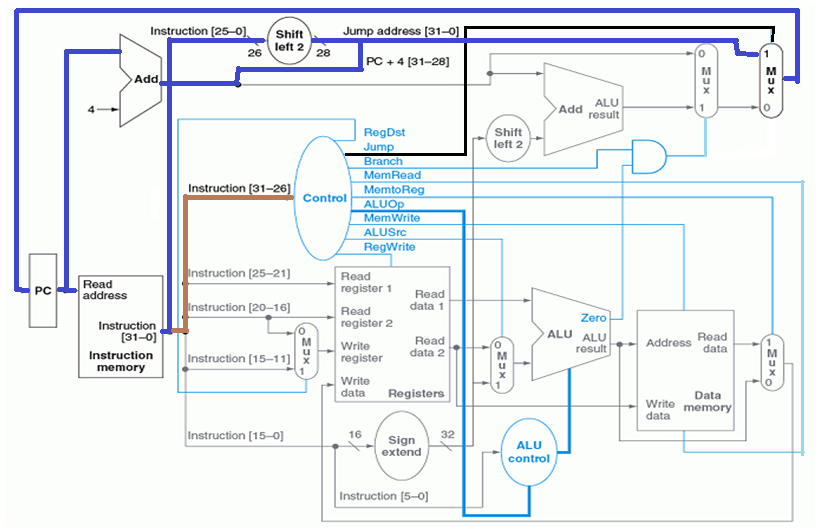 Instruction [25–0]
Shift
left 2
Jump address [31–0]
26
28
PC + 4 [31–28]
Add
4
0
M
u
x
1
1
M
u
x
0
Add
ALU
result
Shift
left 2
RegDst
Jump
Branch
MemRead
MemtoReg
ALUOp
MemWrite
ALUSrc
RegWrite
Control
Instruction [31–26]
PC
Read
address
Instruction
[31–0]
Instruction
memory
Instruction [25–21]
Instruction [20–16]
Instruction [15–11]
0
M
u
x
1
Read
register 1
Read
register 2
Write
register
Write
data
Read
data 1
Read
data 2
Registers
0
M
u
x
1
Zero
ALU
ALU
result
Address
Read
data
Write
data
Data
memory
1
M
u
x
0
Instruction [15–0]
16
Sign
extend
32
ALU
control
Instruction [5–0]